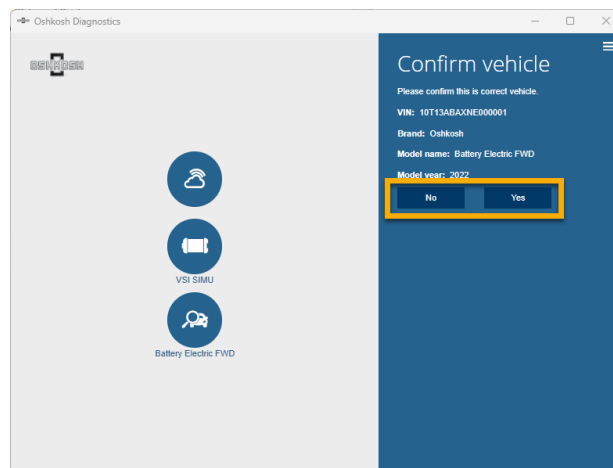 Oshkosh Diagnostics
OSHKOSH
Confirm vehicle
Please confirm this is correct vehicle.
VIN: 10T13ABAXNE000001
Brand: Oshkosh
Model name: Battery Electric FWD
Model year: 2022
No Yes
VSI SIMU
Battery Electric FWD